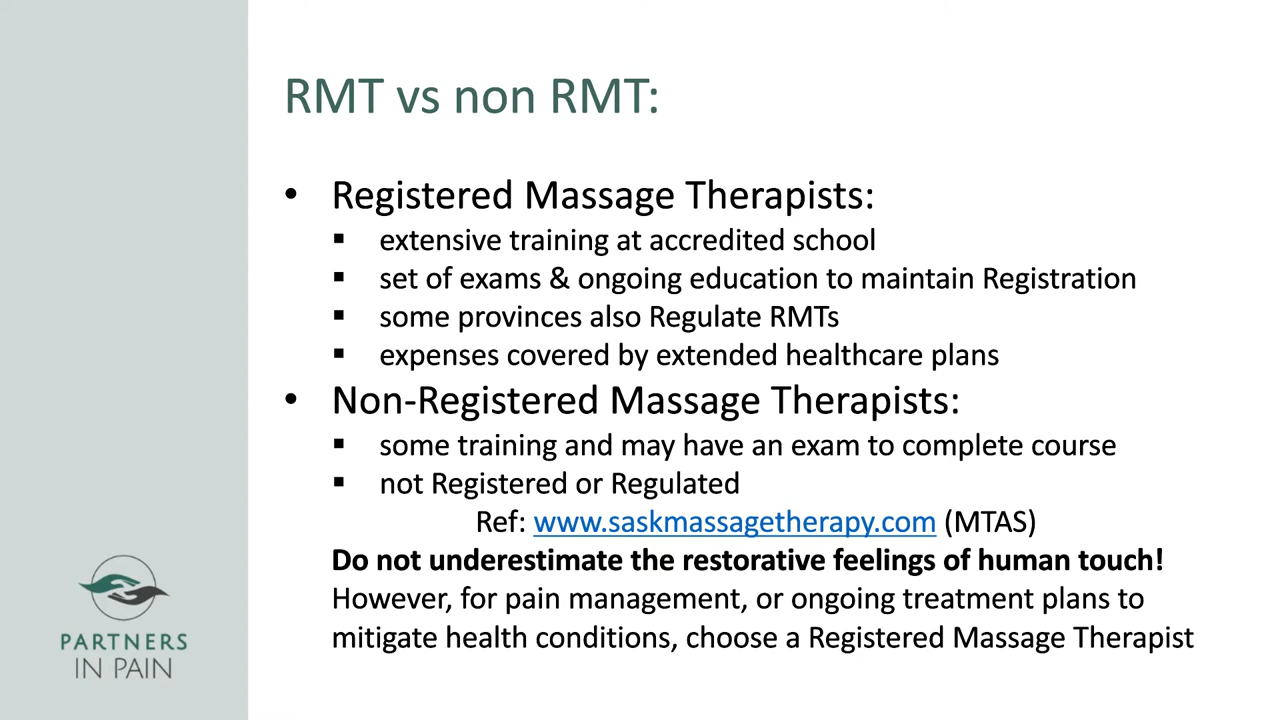 RMT vs non RMT:
• Registered Massage Therapists:
▪ extensive training at accredited school
▪ set of exams & ongoing education to maintain Registration
▪ some provinces also Regulate RMTs
▪ expenses covered by extended healthcare plans
• Non-Registered Massage Therapists:
▪ some training and may have an exam to complete course
▪ not Registered or Regulated
Ref: www.saskmassagetherapy.com (MTAS)
Do not underestimate the restorative feelings of human touch!
However, for pain management, or ongoing treatment plans to
mitigate health conditions, choose a Registered Massage Therapist
PARTNERS
IN PAIN